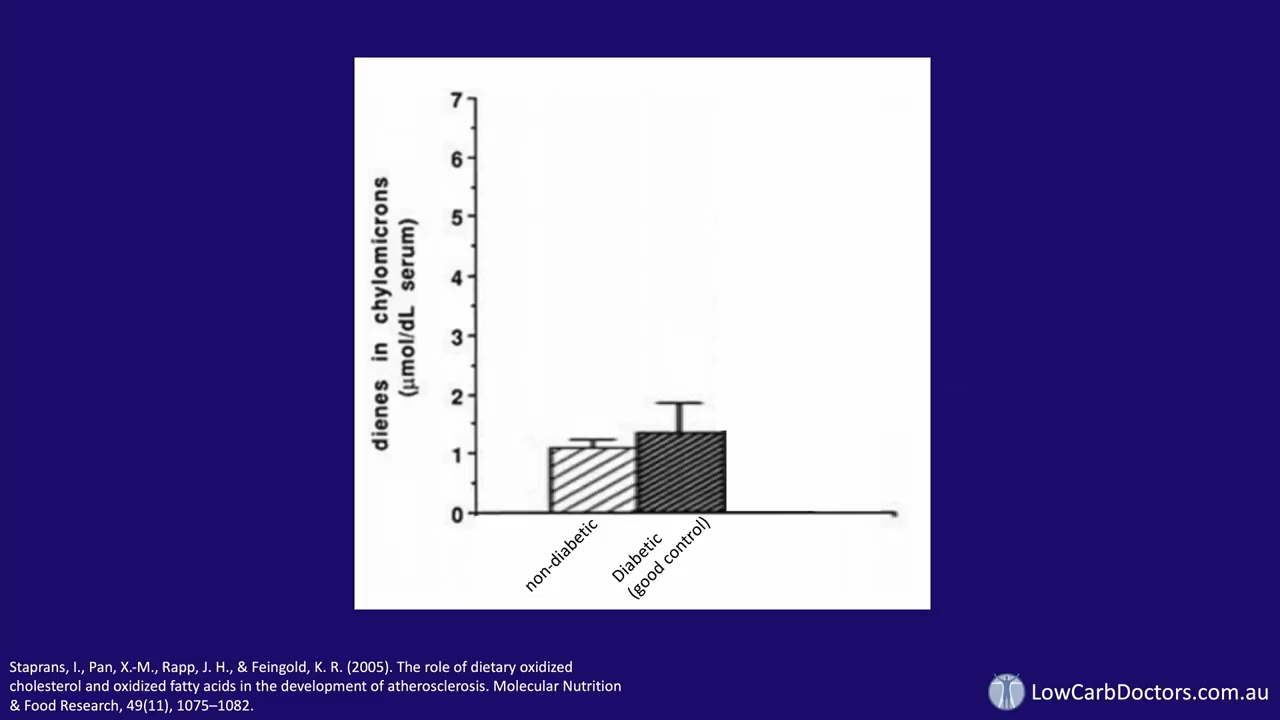 7
6
5
4
3
2
1
0
dienes in chylomicrons
(μmol/dL serum)
non-diabetic
Diabetic
(good control)
Staprans, I., Pan, X.-M., Rapp, J. H., & Feingold, K. R. (2005). The role of dietary oxidized
cholesterol and oxidized fatty acids in the development of atherosclerosis. Molecular Nutrition
& Food Research, 49(11), 1075–1082.
LowCarbDoctors.com.au